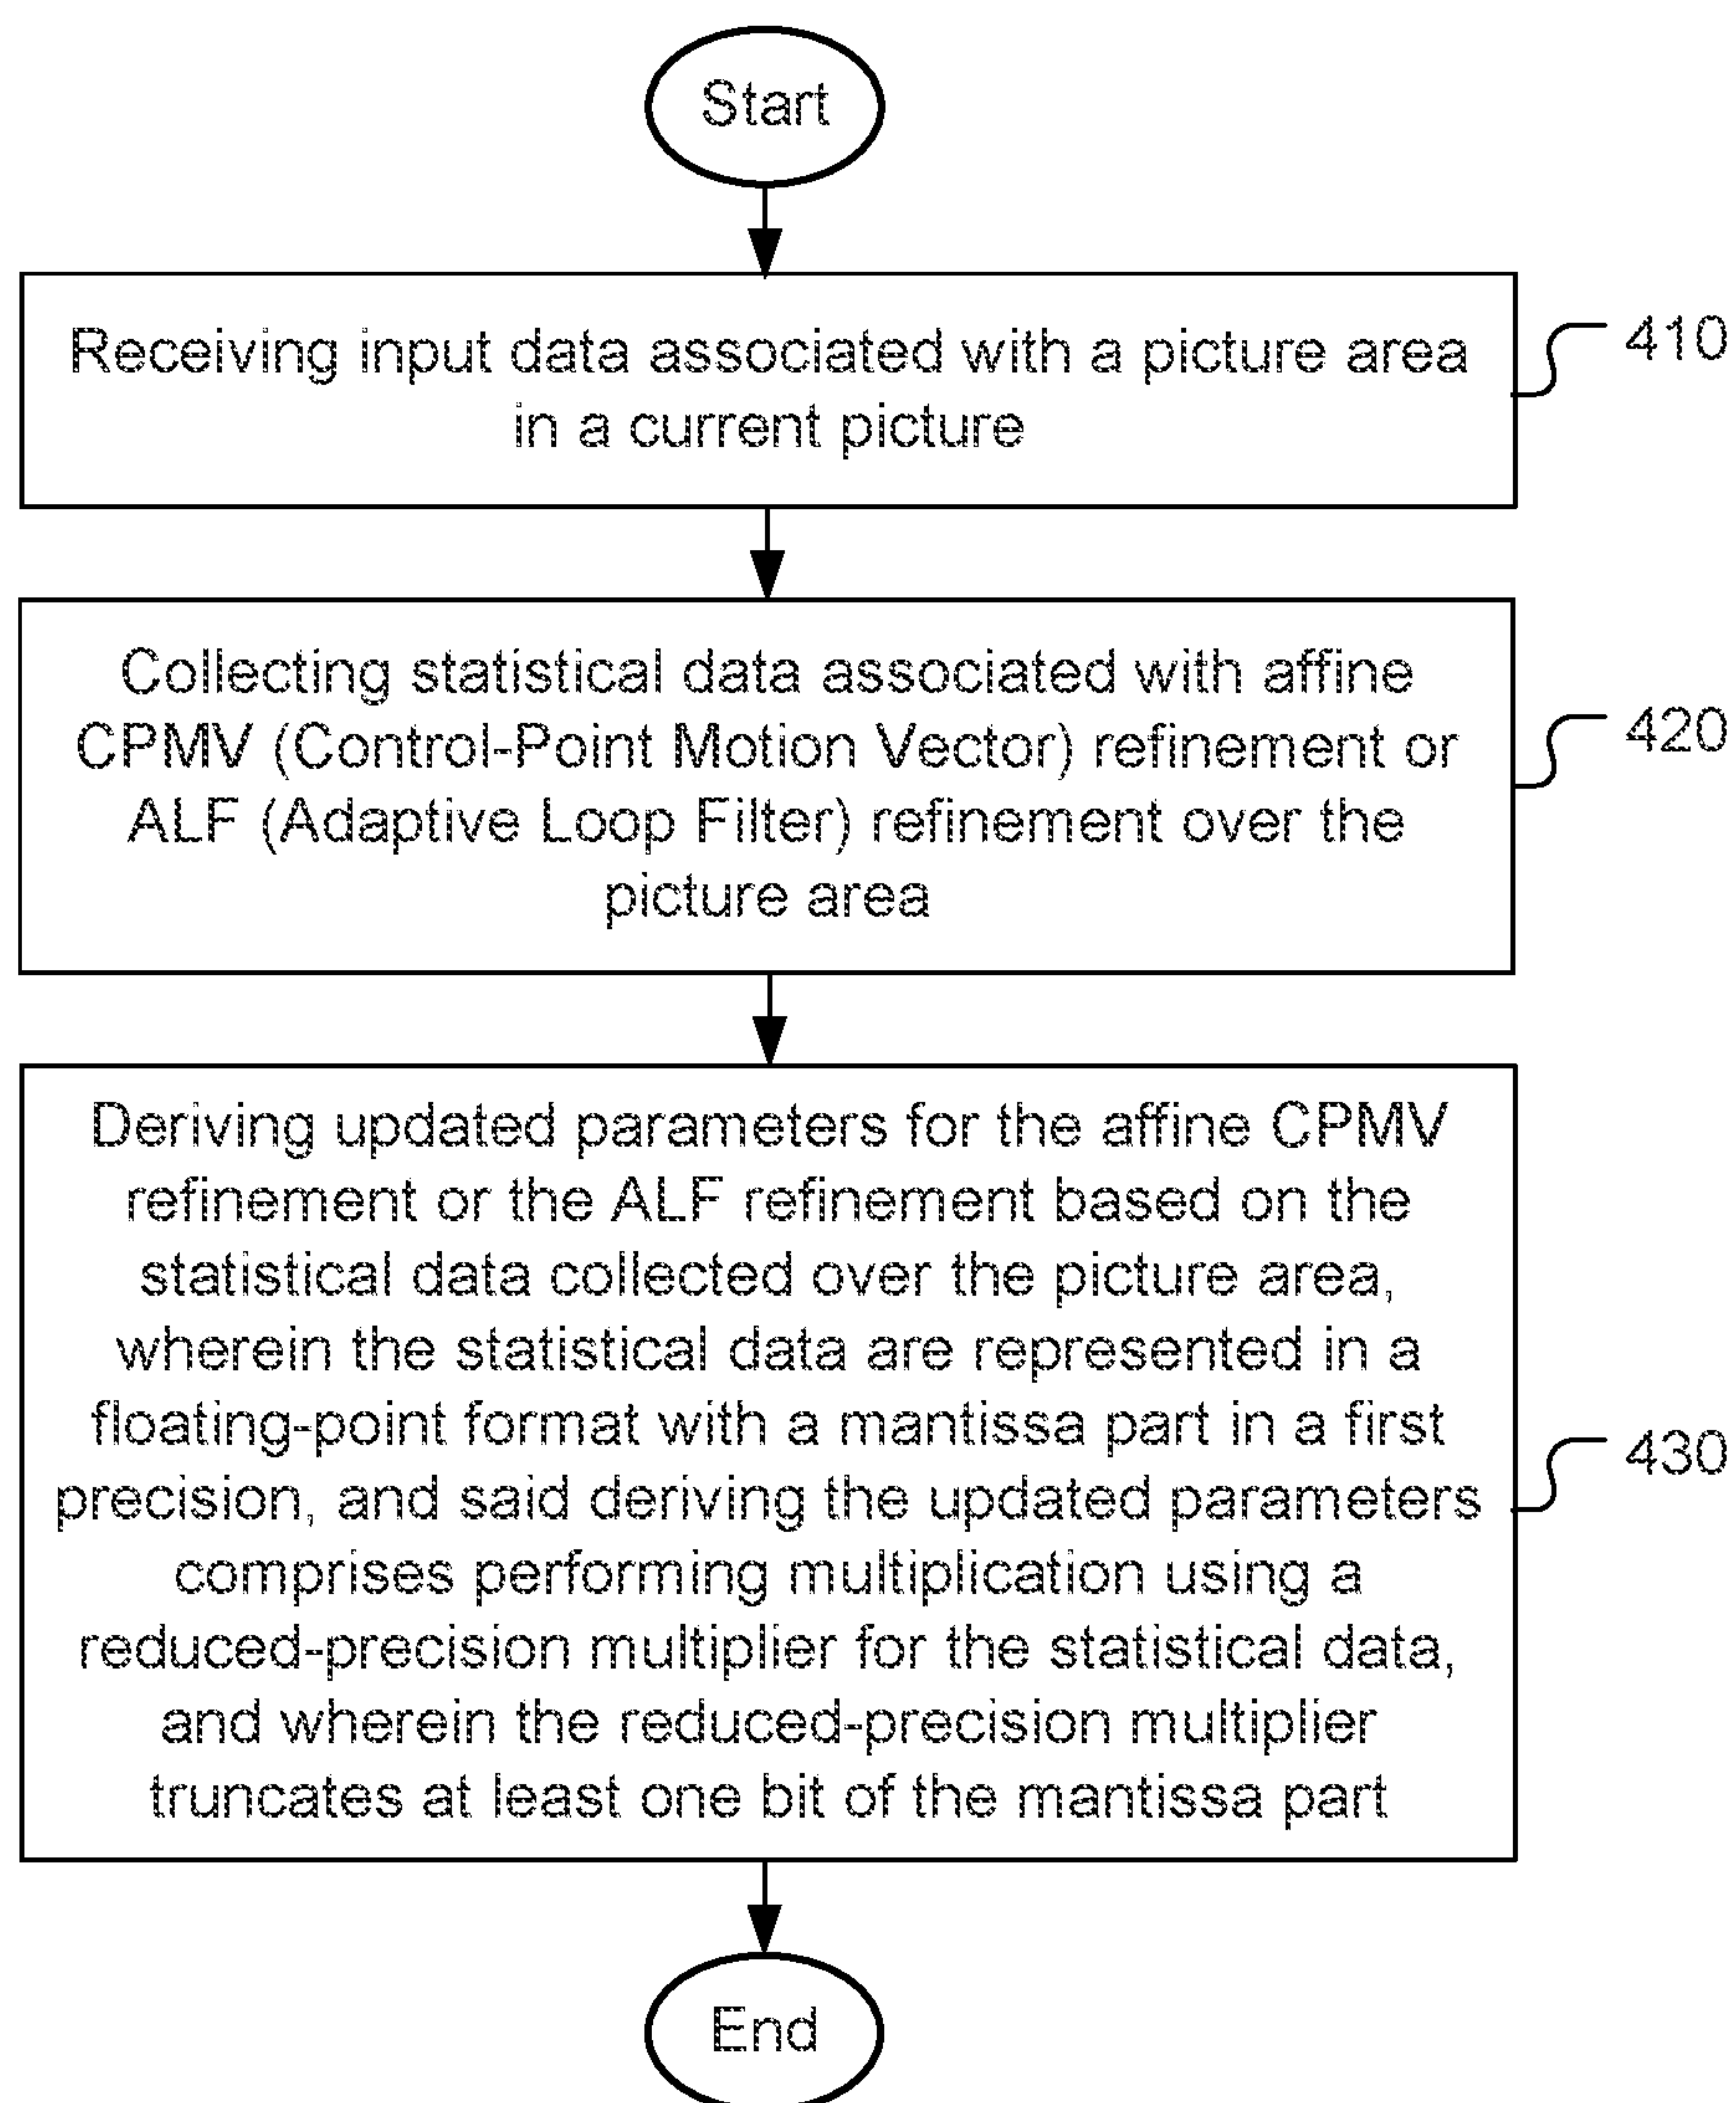 Start
Receiving input data associated with a picture area
in a current picture
410
Collecting statistical data associated with affine
CPMV (Control-Point Motion Vector) refinement or
ALF (Adaptive Loop Filter) refinement over the
picture area
420
Deriving updated parameters for the affine CPMV
refinement or the ALF refinement based on the
statistical data collected over the picture area,
wherein the statistical data are represented in a
floating-point format with a mantissa part in a first
precision, and said deriving the updated parameters
comprises performing multiplication using a
reduced-precision multiplier for the statistical data,
and wherein the reduced-precision multiplier
truncates at least one bit of the mantissa part
430
End